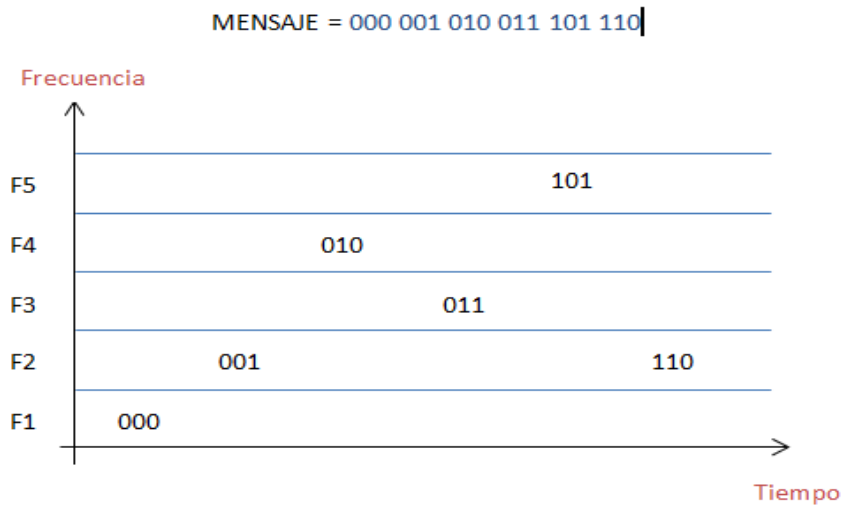 MENSAJE = 000 001 010 011 101 110
Frecuencia
F5 101
F4 010
F3 011
F2 001 110
F1 000
Tiempo